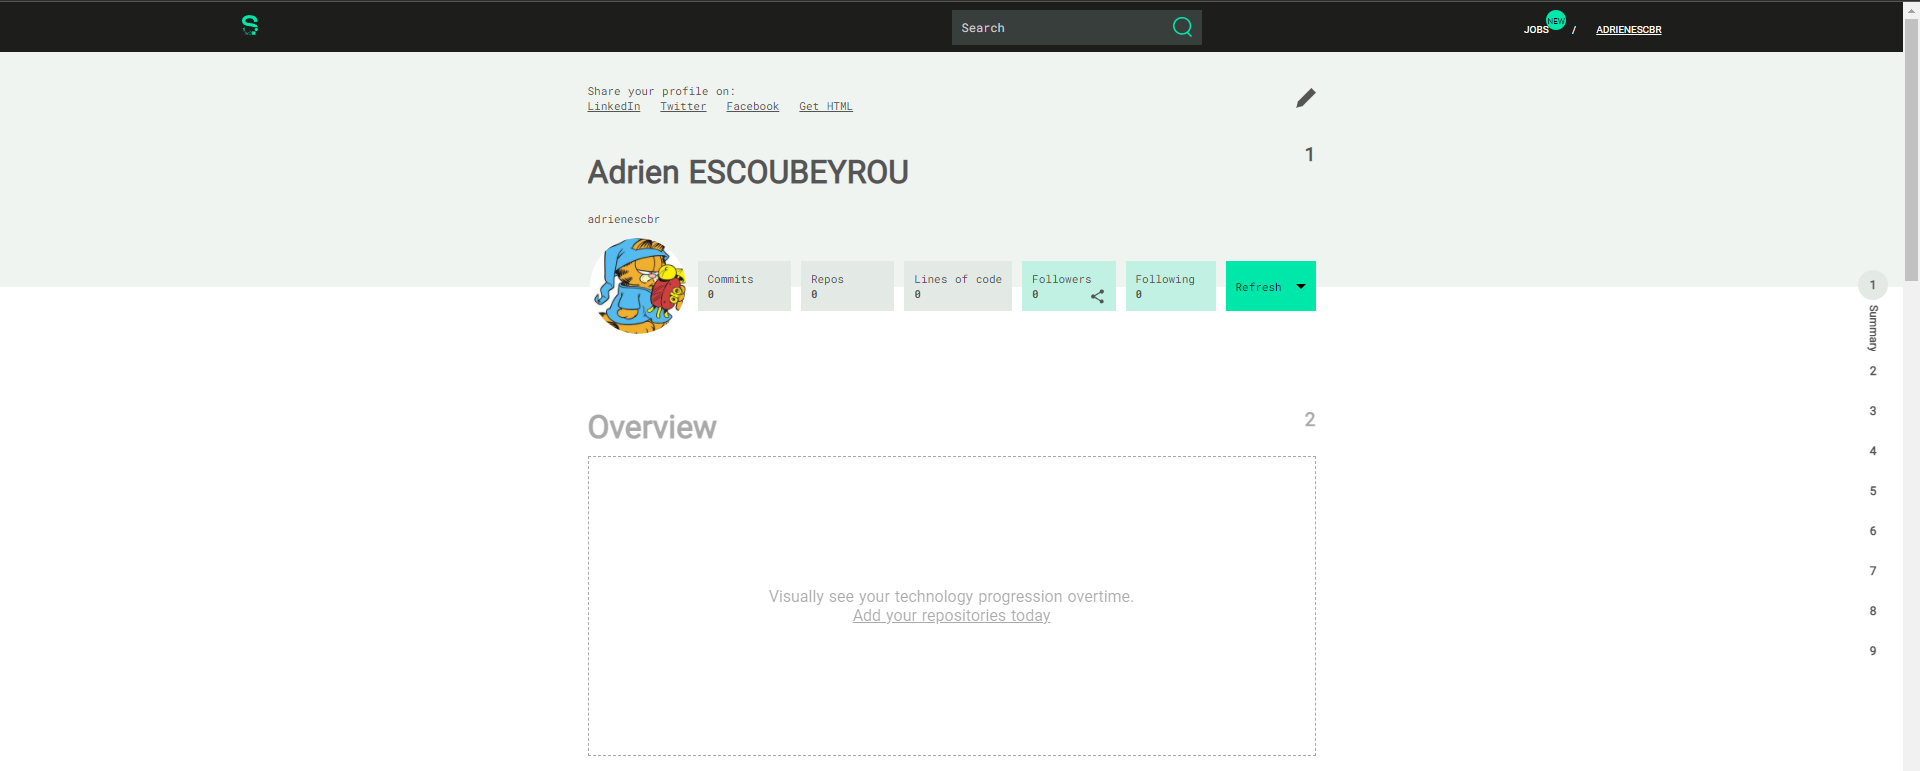 Search
JOBS NEW / ADRIENESCBR
Share your profile on:
LinkedIn Twitter Facebook Get HTML
1
Adrien ESCOUBEYROU
adrienescbr
Commits
0
Repos
0
Lines of code
0
Followers
0
Following
0
Refresh
Overview
2
Visually see your technology progression overtime.
Add your repositories today
1
Summary
2
3
4
5
6
7
8
9